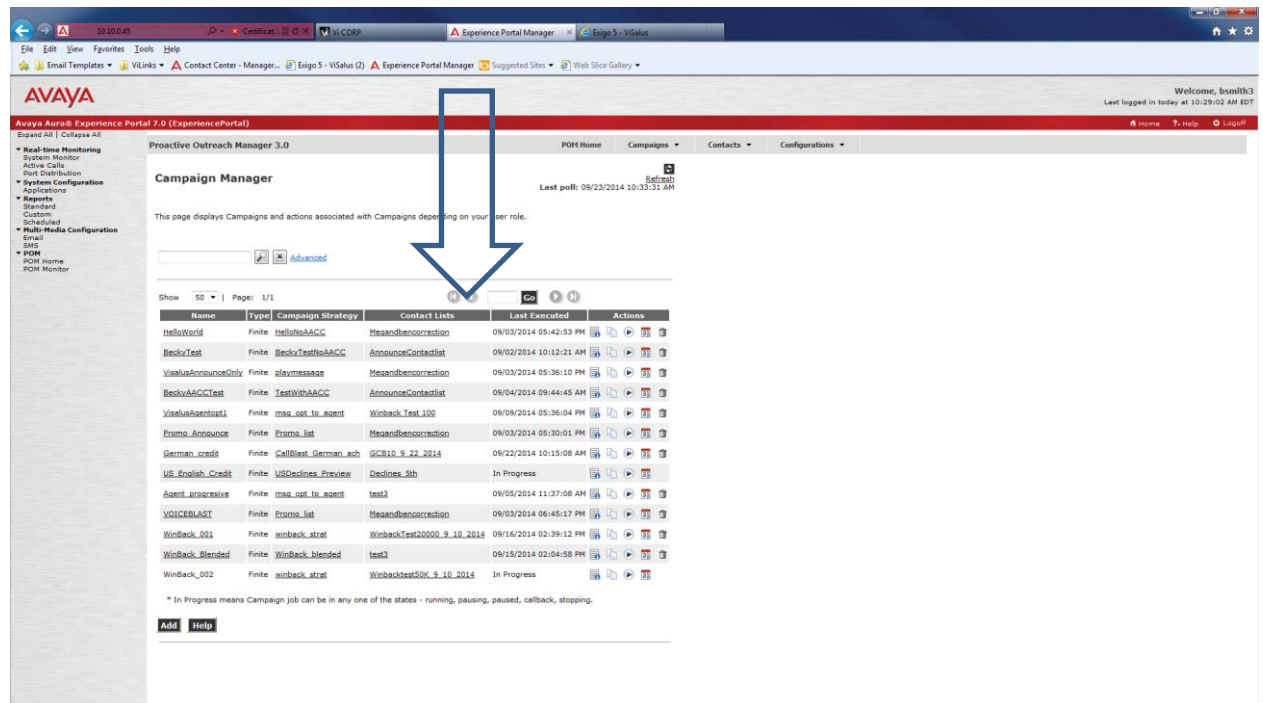 10.10.0.45 Certificat... Vi CORP Experience Portal Manager Exigo 5 - ViSalus
File Edit View Favorites Tools Help
Email Templates ViLinks Contact Center - Manager... Exigo 5 - ViSalus (2) Experience Portal Manager Suggested Sites Web Slice Gallery
AVAYA
Welcome, bsmith3
Last logged in today at 10:29:02 AM EDT
Avaya Aura® Experience Portal 7.0 (ExperiencePortal) Home ?- Help Logoff
Expand All | Collapse All
Real-time Monitoring
System Monitor
Active Calls
Port Distribution
System Configuration
Applications
Reports
Standard
Custom
Scheduled
Multi-Media Configuration
Email
SMS
POM
POM Home
POM Monitor
Proactive Outreach Manager 3.0 POM Home Campaigns Contacts Configurations
Campaign Manager
Refresh
Last poll: 09/23/2014 10:33:31 AM
This page displays Campaigns and actions associated with Campaigns depending on your user role.
Advanced
Show 50 | Page: 1/1 Go
Name Type Campaign Strategy Contact Lists Last Executed Actions
HelloWorld Finite HelloNoAACC Megandbencorrection 09/03/2014 05:42:53 PM
BeckyTest Finite BeckyTestNoAACC AnnounceContactlist 09/02/2014 10:12:21 AM
VisalusAnnounceOnly Finite playmessage Megandbencorrection 09/03/2014 05:36:10 PM
BeckyAACCTest Finite TestWithAACC AnnounceContactlist 09/04/2014 09:44:45 AM
VisalusAgentopt1 Finite msg_opt_to_agent Winback Test 100 09/09/2014 05:36:04 PM
Promo_Announce Finite Promo_list Megandbencorrection 09/03/2014 05:30:01 PM
German_credit Finite CallBlast_German_ach GCB10_9_22_2014 09/22/2014 10:15:08 AM
US_English_Credit Finite USDeclines_Preview Declines_5th In Progress
Agent_progresive Finite msg_opt_to_agent test3 09/05/2014 11:37:08 AM
VOICEBLAST Finite Promo_list Megandbencorrection 09/03/2014 06:45:17 PM
WinBack_001 Finite winback_strat WinbackTest20000_9_10_2014 09/16/2014 02:39:12 PM
WinBack_Blended Finite WinBack_blended test3 09/15/2014 02:04:58 PM
WinBack_002 Finite winback_strat Winbacktest50K_9_10_2014 In Progress
* In Progress means Campaign job can be in any one of the states - running, pausing, paused, callback, stopping.
Add Help